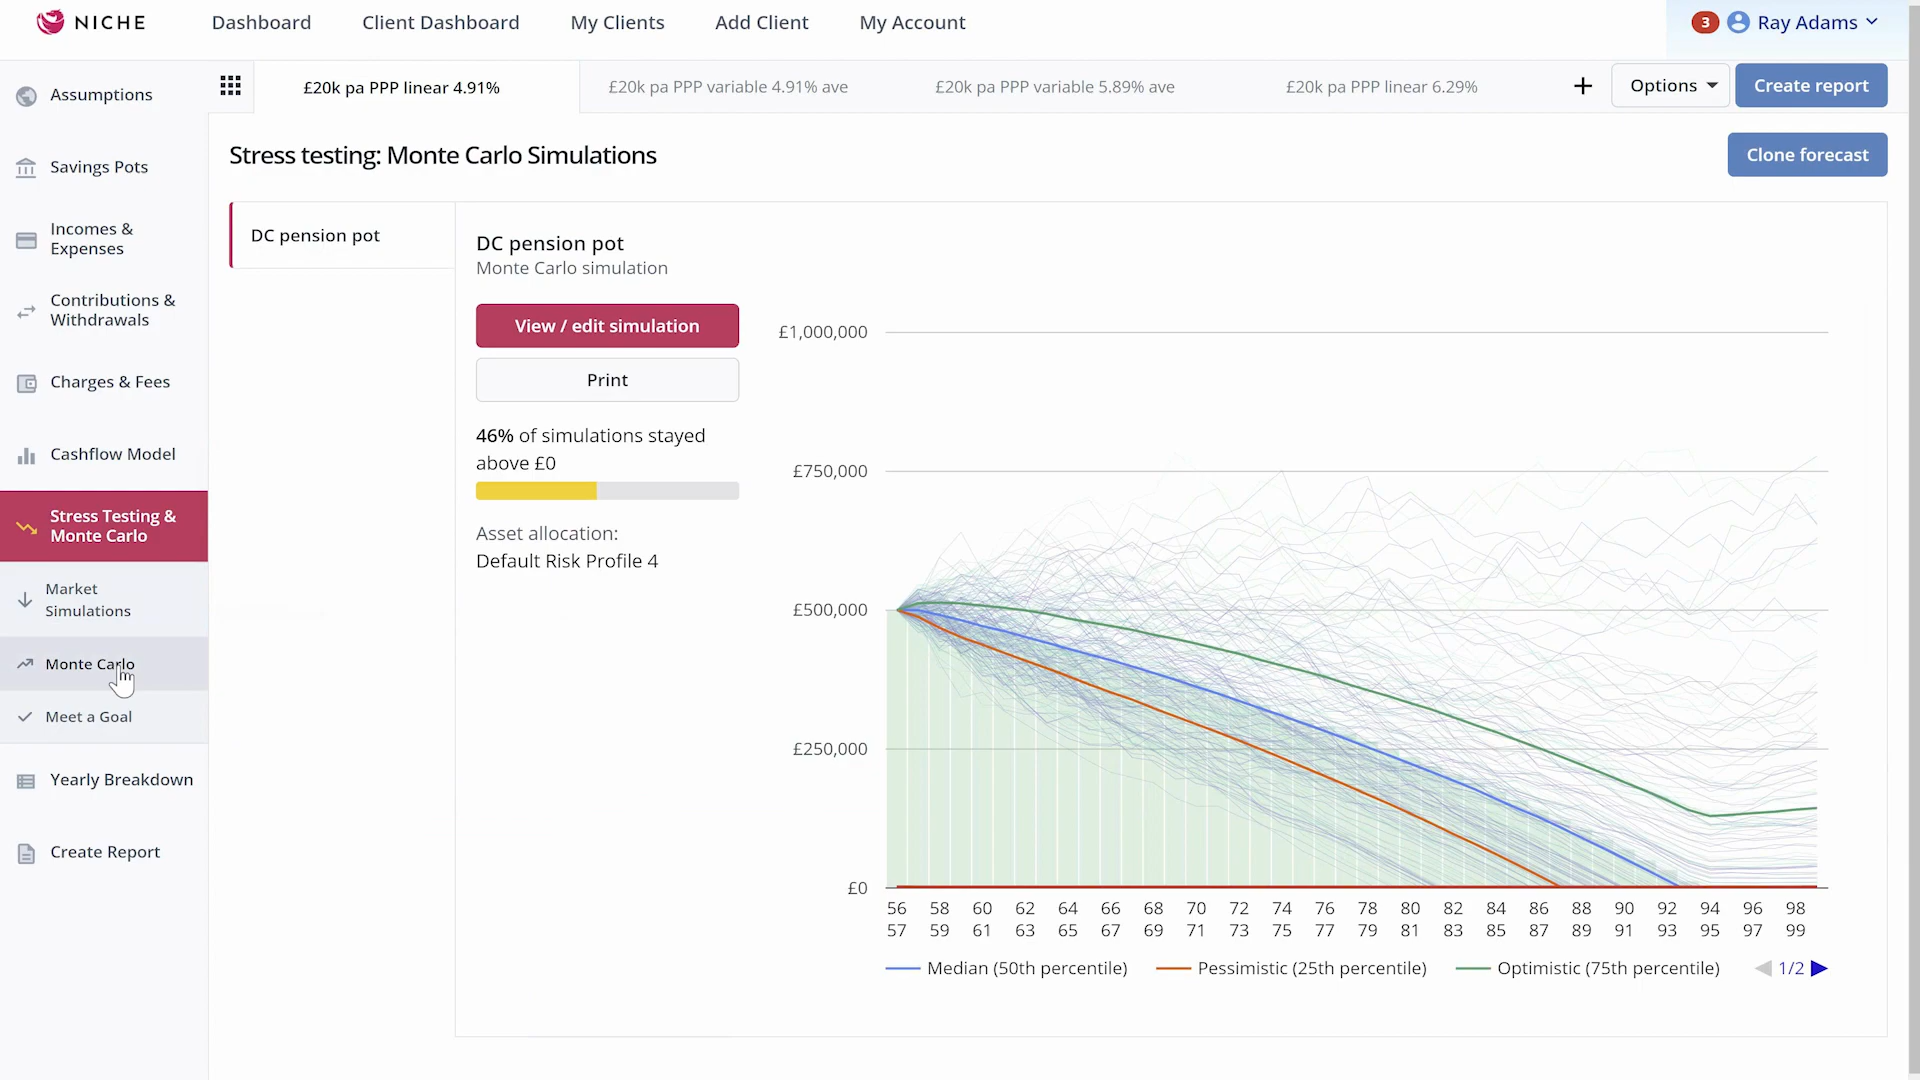 NICHE
Dashboard
Client Dashboard
My Clients
Add Client
My Account
3
Ray Adams
£20k pa PPP linear 4.91%
£20k pa PPP variable 4.91% ave
£20k pa PPP variable 5.89% ave
£20k pa PPP linear 6.29%
+
Options
Create report
Assumptions
Savings Pots
Incomes &
Expenses
Contributions &
Withdrawals
Charges & Fees
Cashflow Model
Stress Testing &
Monte Carlo
Market
Simulations
Monte Carlo
Meet a Goal
Yearly Breakdown
Create Report
Stress testing: Monte Carlo Simulations
Clone forecast
DC pension pot
DC pension pot
Monte Carlo simulation
View / edit simulation
Print
46% of simulations stayed
above £0
Asset allocation:
Default Risk Profile 4
£1,000,000
£750,000
£500,000
£250,000
£0
56 58 60 62 64 66 68 70 72 74 76 78 80 82 84 86 88 90 92 94 96 98
57 59 61 63 65 67 69 71 73 75 77 79 81 83 85 87 89 91 93 95 97 99
Median (50th percentile)
Pessimistic (25th percentile)
Optimistic (75th percentile)
1/2